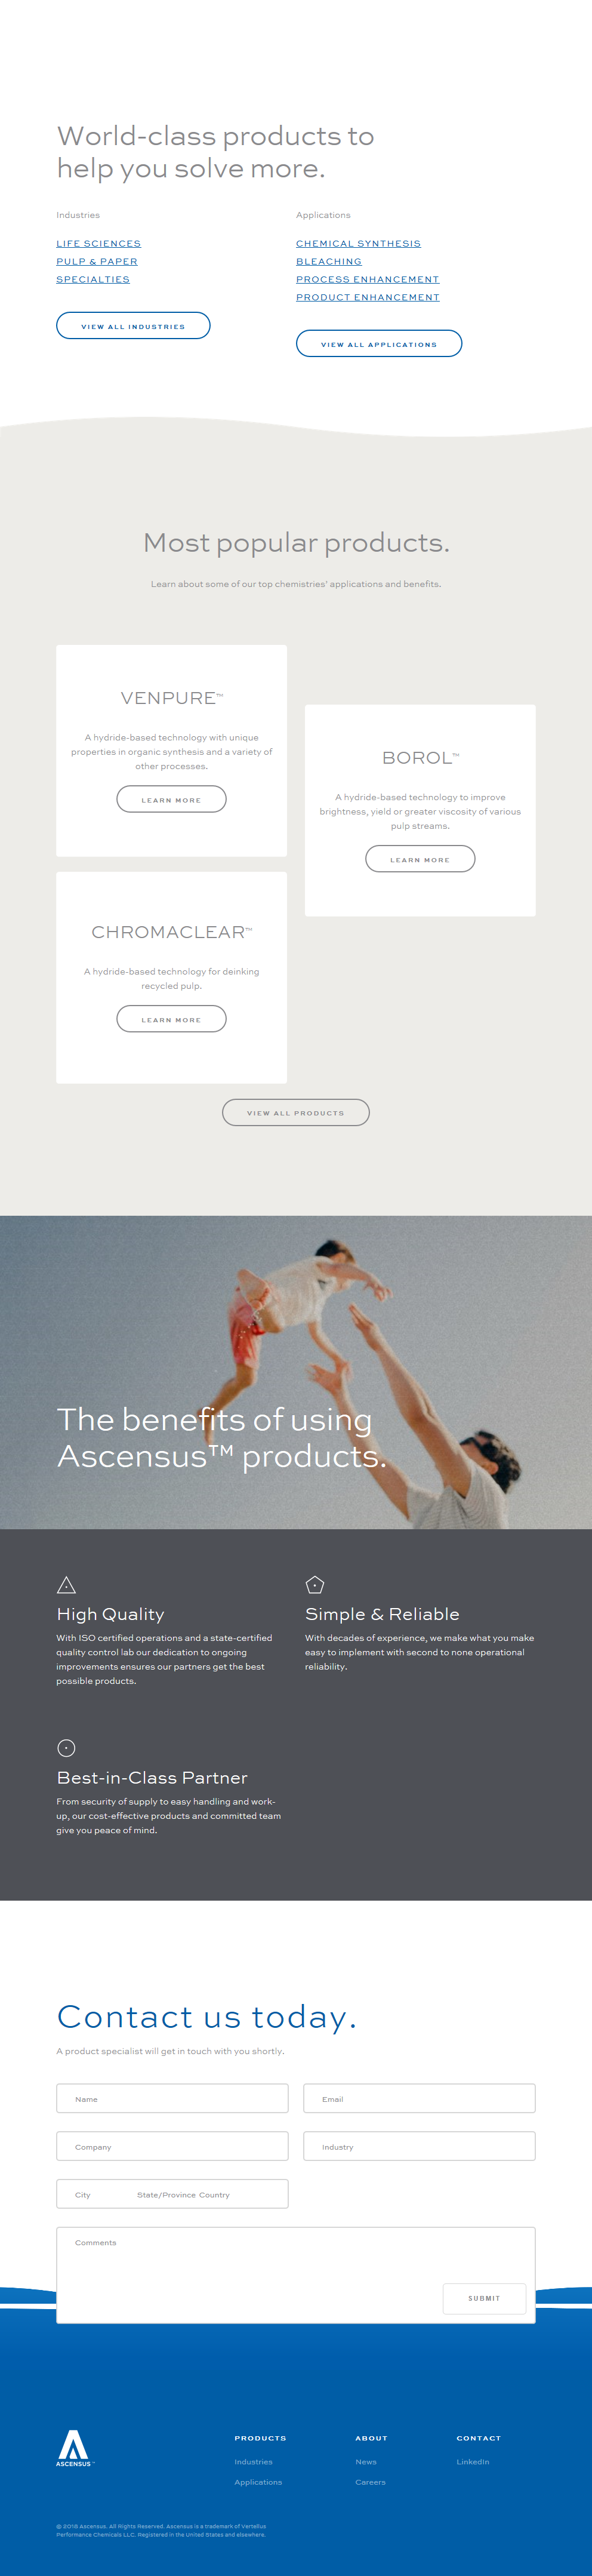 World-class products to
help you solve more.
Industries
LIFE SCIENCES
PULP & PAPER
SPECIALTIES
VIEW ALL INDUSTRIES
Applications
CHEMICAL SYNTHESIS
BLEACHING
PROCESS ENHANCEMENT
PRODUCT ENHANCEMENT
VIEW ALL APPLICATIONS
Most popular products.
Learn about some of our top chemistries' applications and benefits.
VENPURE™
A hydride-based technology with unique
properties in organic synthesis and a variety of
other processes.
LEARN MORE
BOROL™
A hydride-based technology to improve
brightness, yield or greater viscosity of various
pulp streams.
LEARN MORE
CHROMACLEAR™
A hydride-based technology for deinking
recycled pulp.
LEARN MORE
VIEW ALL PRODUCTS
The benefits of using
Ascensus™ products.
High Quality
With ISO certified operations and a state-certified
quality control lab our dedication to ongoing
improvements ensures our partners get the best
possible products.
Simple & Reliable
With decades of experience, we make what you make
easy to implement with second to none operational
reliability.
Best-in-Class Partner
From security of supply to easy handling and work-
up, our cost-effective products and committed team
give you peace of mind.
Contact us today.
A product specialist will get in touch with you shortly.
Name
Email
Company
Industry
City State/Province Country
Comments
SUBMIT
ASCENSUS™
PRODUCTS
Industries
Applications
ABOUT
News
Careers
CONTACT
LinkedIn
© 2018 Ascensus. All Rights Reserved. Ascensus is a trademark of Vertellus
Performance Chemicals LLC. Registered in the United States and elsewhere.